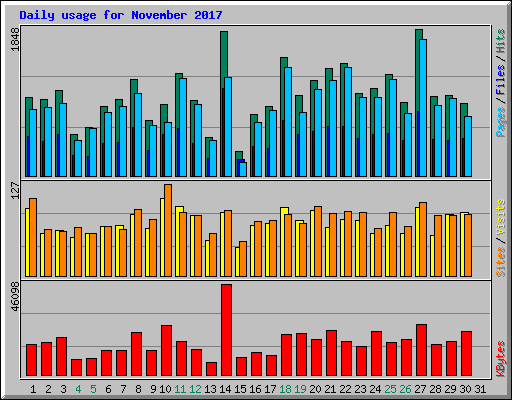 Daily usage for November 2017
1848
Pages / Files / Hits
127
Sites / Visits
46098
KBytes
1 2 3 4 5 6 7 8 9 10 11 12 13 14 15 16 17 18 19 20 21 22 23 24 25 26 27 28 29 30 31